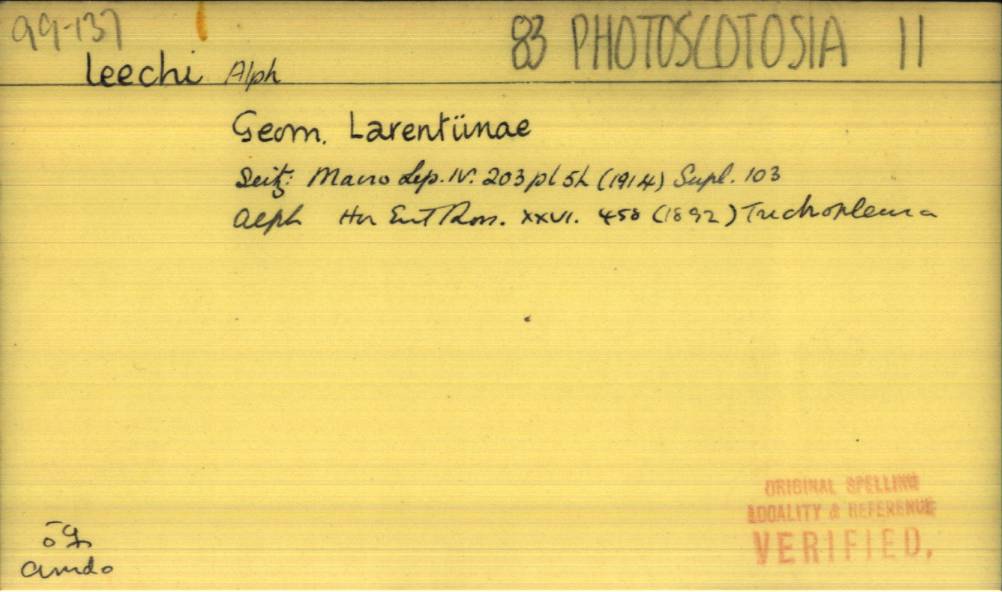 99-137
83 PHOTOSCOTOSIA 11
leechi Alph
Geom. Larentiinae
Seitz: Macro Lep. IV. 203 pl 5h (1914) Supl. 103
Alph Hor Ent Ross. XXVI. 458 (1892) Trichopleura
ORIGINAL SPELLING
LOCALITY & REFERENCE
VERIFIED.
Amdo